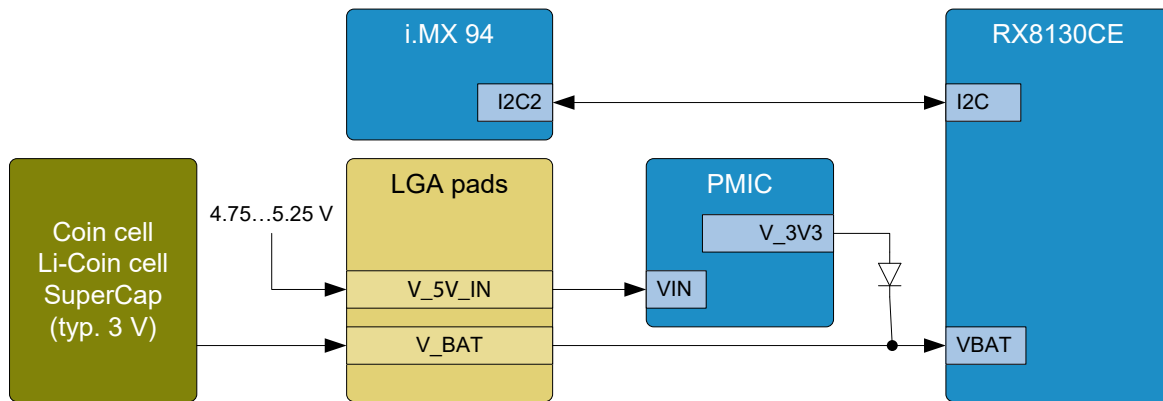 i.MX 94
RX8130CE
I2C2
I2C
LGA pads
PMIC
4.75…5.25 V
Coin cell
Li-Coin cell
SuperCap
(typ. 3 V)
V_3V3
V_5V_IN
VIN
V_BAT
VBAT